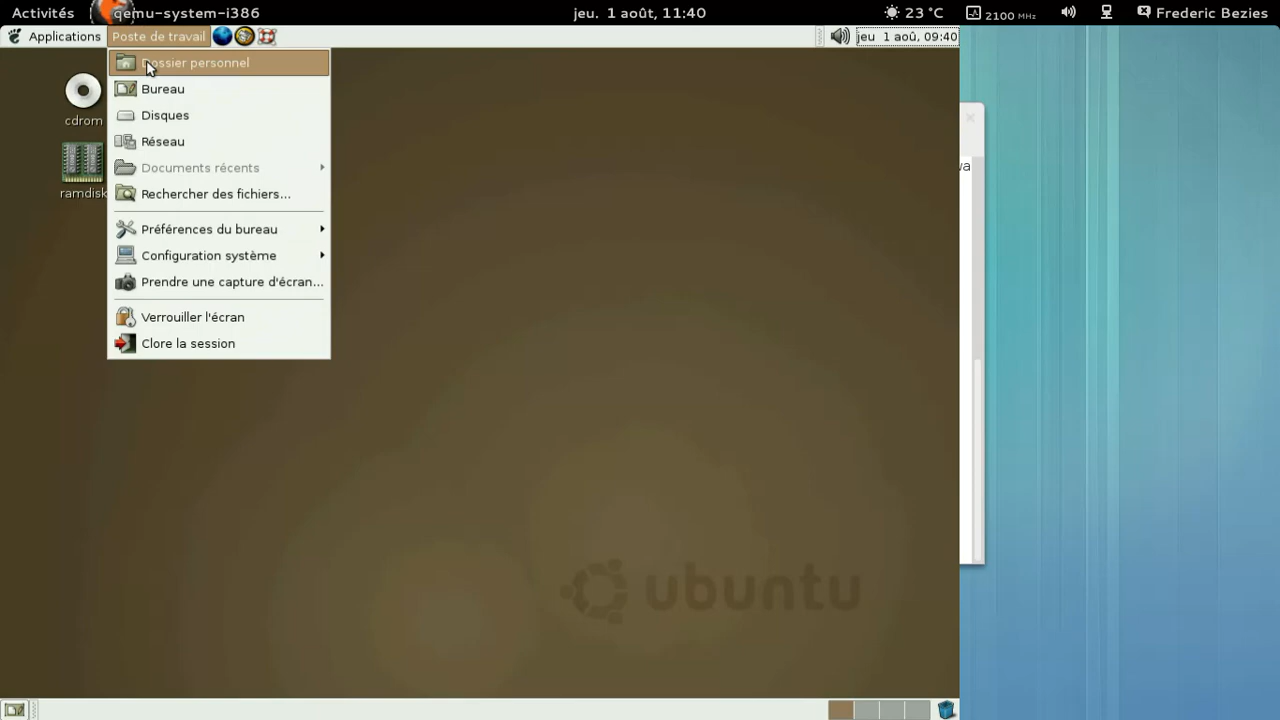 Activités qemu-system-i386 jeu. 1 août, 11:40 23 °C 2100 MHz Frederic Bezies
Applications Poste de travail jeu 1 aoû, 09:40
Dossier personnel
Bureau
cdrom
Disques
Réseau
Documents récents
ramdisk
Rechercher des fichiers...
Préférences du bureau
Configuration système
Prendre une capture d'écran...
Verrouiller l'écran
Clore la session
wa
ubuntu